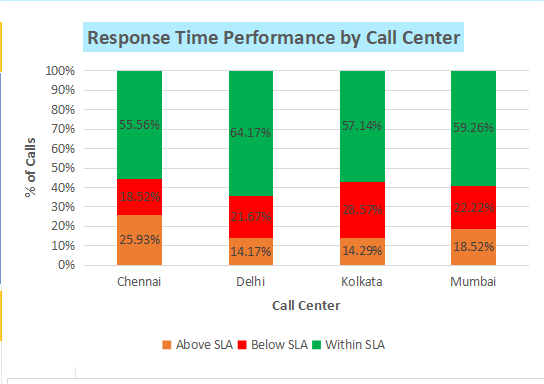 Response Time Performance by Call Center
100%
90%
80%
70%
60%
50%
40%
30%
20%
10%
0%
% of Calls
55.56% 64.17% 57.14% 59.26%
18.52% 21.67% 28.57% 22.22%
25.93% 14.17% 14.29% 18.52%
Chennai Delhi Kolkata Mumbai
Call Center
Above SLA Below SLA Within SLA